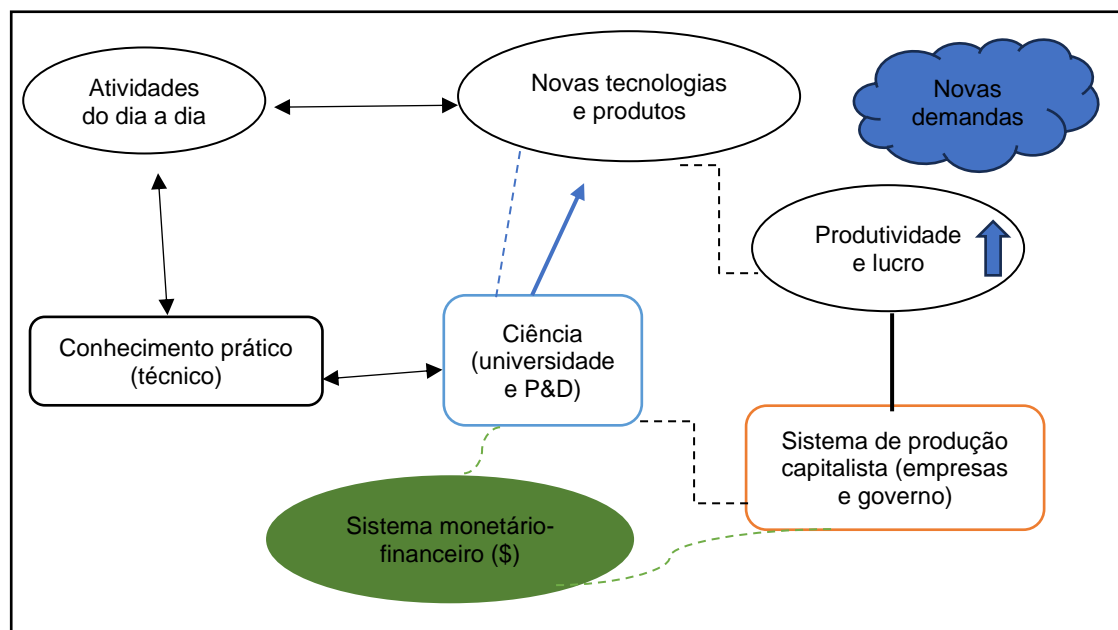 Atividades
do dia a dia
Novas tecnologias
e produtos
Novas
demandas
Produtividade
e lucro
Conhecimento prático
(técnico)
Ciência
(universidade
e P&D)
Sistema de produção
capitalista (empresas
e governo)
Sistema monetário-
financeiro ($)